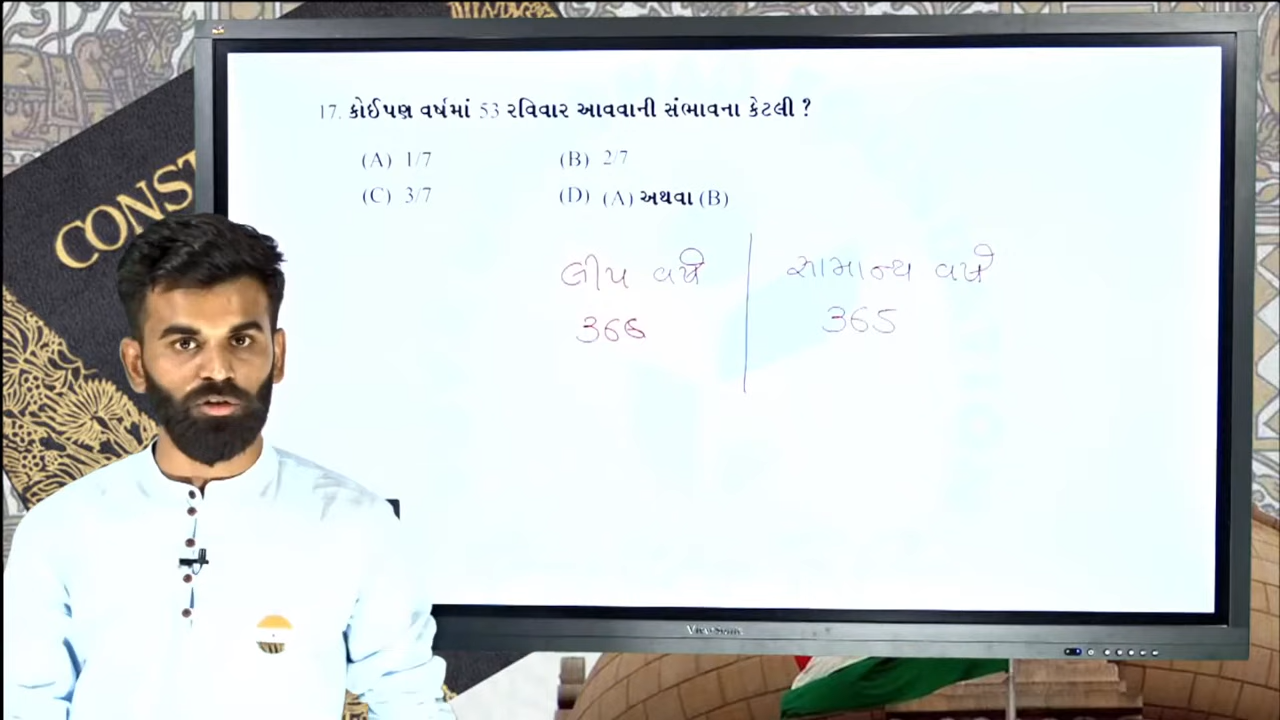 17. કોઈપણ વર્ષમાં 53 રવિવાર આવવાની સંભાવના કેટલી ?
(A) 1/7 (B) 2/7
(C) 3/7 (D) (A) અથવા (B)
લીપ વર્ષ સામાન્ય વર્ષ
366 365
CONST
ViewSonic